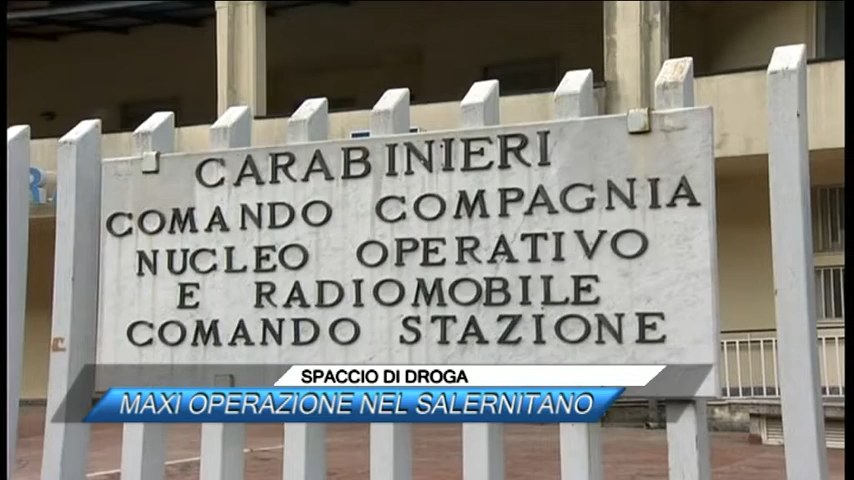 CARABINIERI
COMANDO COMPAGNIA
NUCLEO OPERATIVO
E RADIOMOBILE
COMANDO STAZIONE
SPACCIO DI DROGA
MAXI OPERAZIONE NEL SALERNITANO